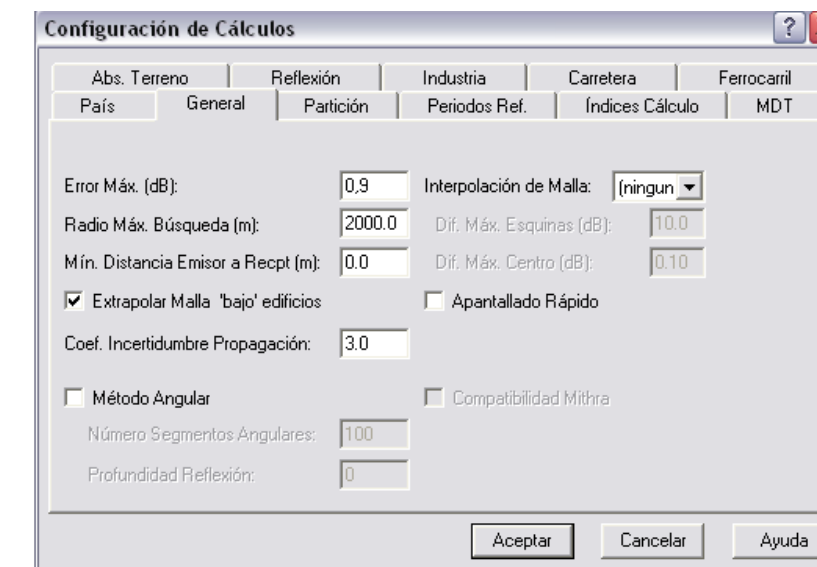 Configuración de Cálculos
?
Abs. Terreno Reflexión Industria Carretera Ferrocarril
País General Partición Periodos Ref. Índices Cálculo MDT
Error Máx. (dB): 0,9 Interpolación de Malla: (ningun
Radio Máx. Búsqueda (m): 2000.0 Dif. Máx. Esquinas (dB): 10.0
Mín. Distancia Emisor a Recpt (m): 0.0 Dif. Máx. Centro (dB): 0.10
Extrapolar Malla 'bajo' edificios Apantallado Rápido
Coef. Incertidumbre Propagación: 3.0
Método Angular Compatibilidad Mithra
Número Segmentos Angulares: 100
Profundidad Reflexión: 0
Aceptar Cancelar Ayuda